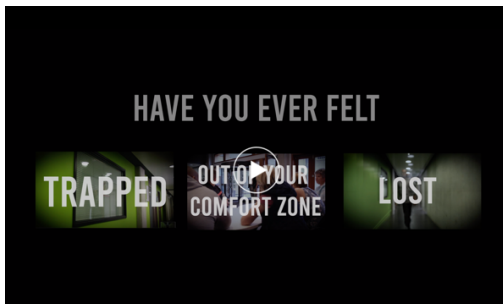 HAVE YOU EVER FELT
TRAPPED
OUT OF YOUR
COMFORT ZONE
LOST